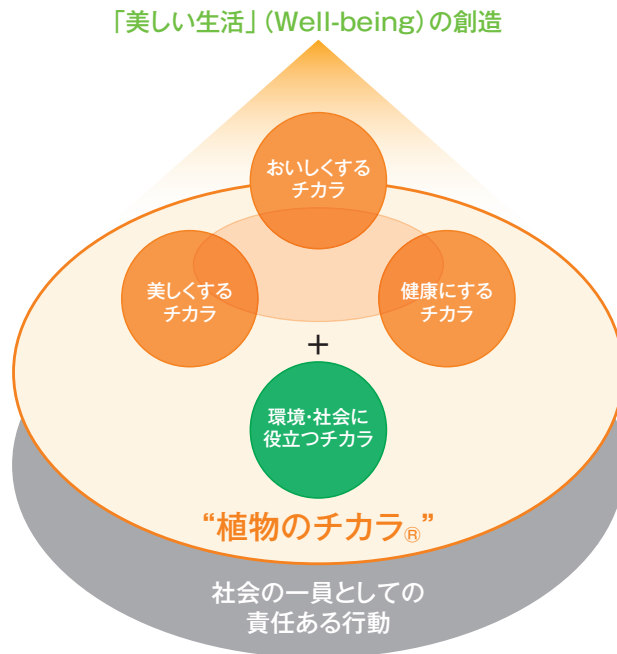 「美しい生活」(Well-being)の創造
おいしくする
チカラ
美しくする
チカラ
健康にする
チカラ
+
環境・社会に
役立つチカラ
“植物のチカラ®”
社会の一員としての
責任ある行動